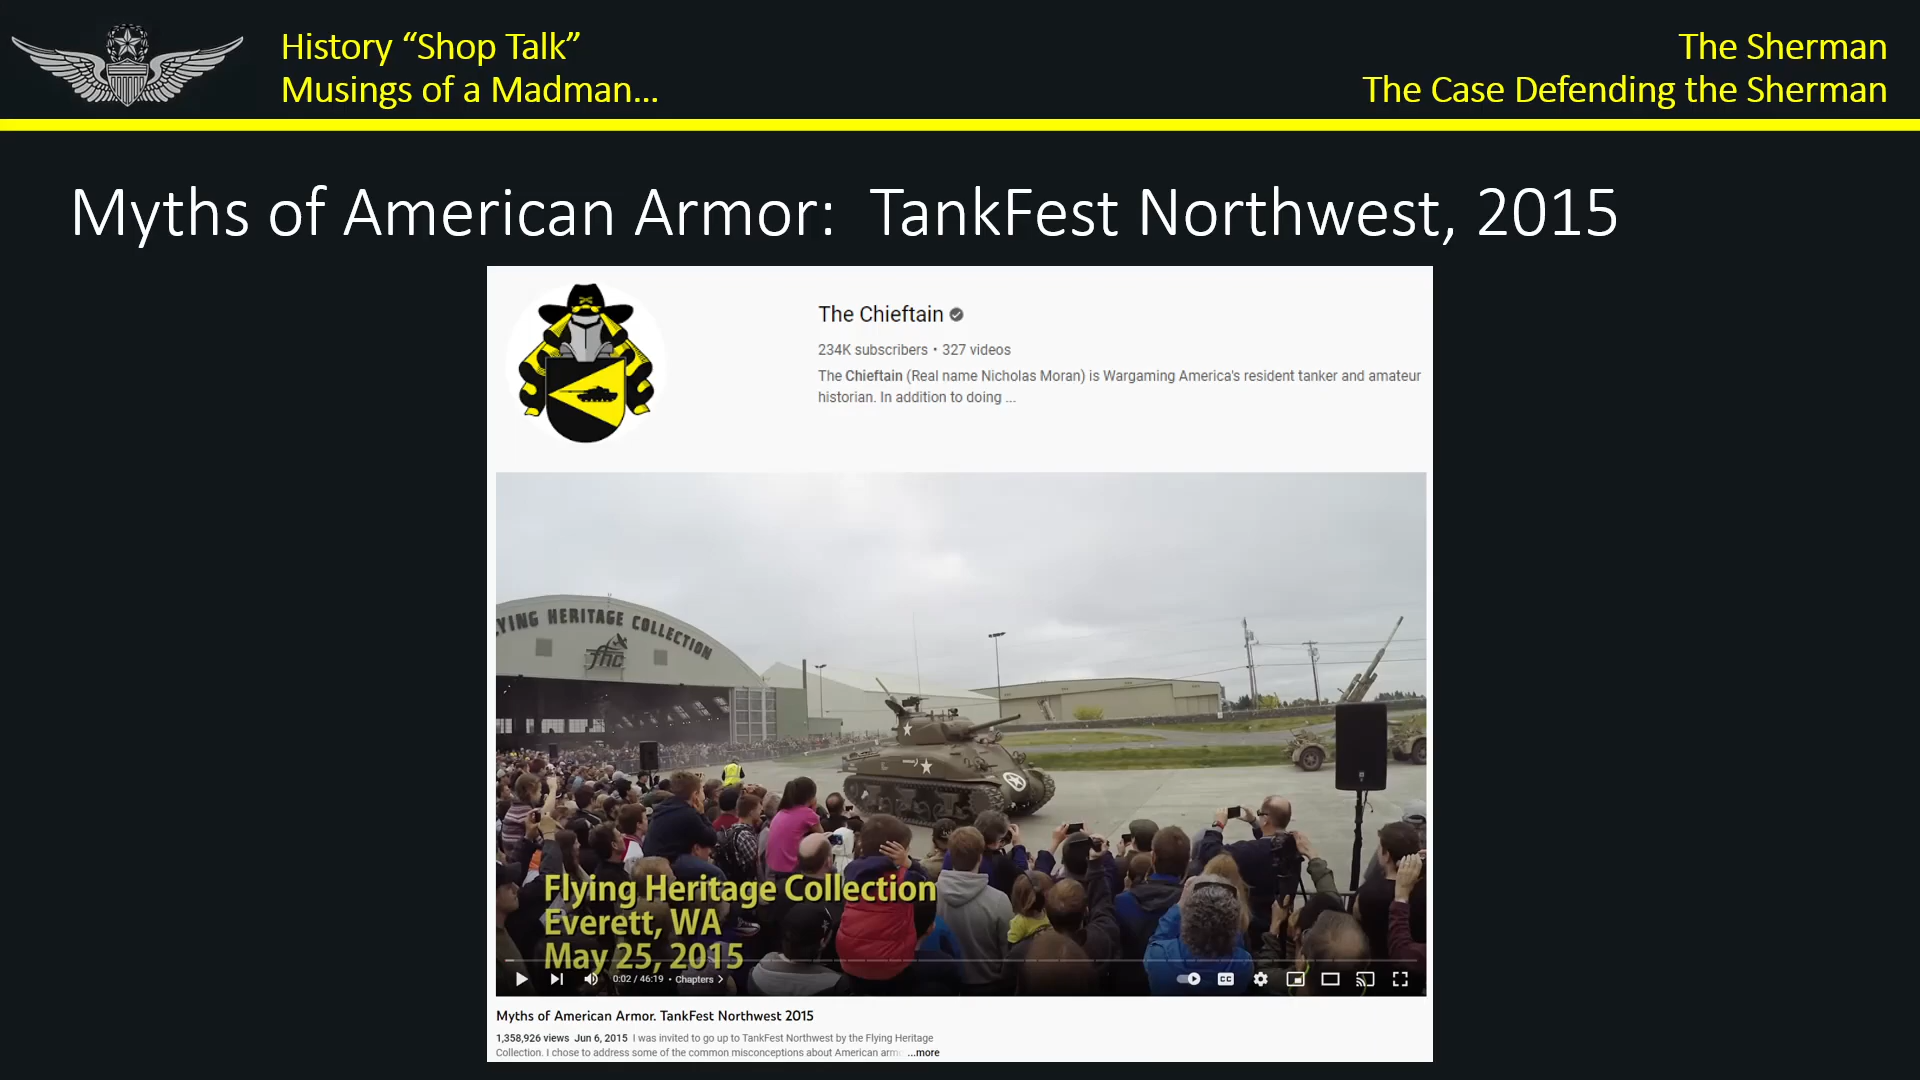 History “Shop Talk”
Musings of a Madman…
The Sherman
The Case Defending the Sherman
Myths of American Armor:  TankFest Northwest, 2015
The Chieftain
234K subscribers • 327 videos
The Chieftain (Real name Nicholas Moran) is Wargaming America's resident tanker and amateur
historian. In addition to doing ...
YING HERITAGE COLLECTION
fhc
Flying Heritage Collection
Everett, WA
May 25, 2015
0:02 / 46:19 • Chapters >
CC
Myths of American Armor. TankFest Northwest 2015
1,358,926 views Jun 6, 2015 I was invited to go up to TankFest Northwest by the Flying Heritage
Collection. I chose to address some of the common misconceptions about American arm ...more